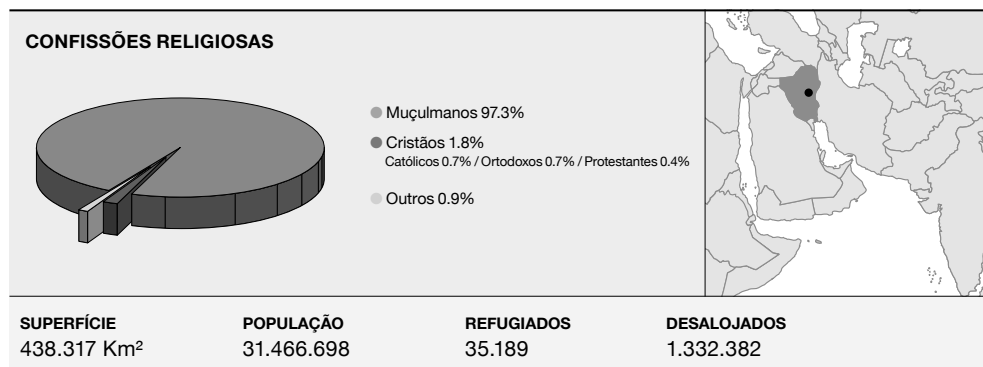 CONFISSÕES RELIGIOSAS
Muçulmanos 97.3%
Cristãos 1.8%
Católicos 0.7% / Ortodoxos 0.7% / Protestantes 0.4%
Outros 0.9%
SUPERFÍCIE
438.317 Km²
POPULAÇÃO
31.466.698
REFUGIADOS
35.189
DESALOJADOS
1.332.382